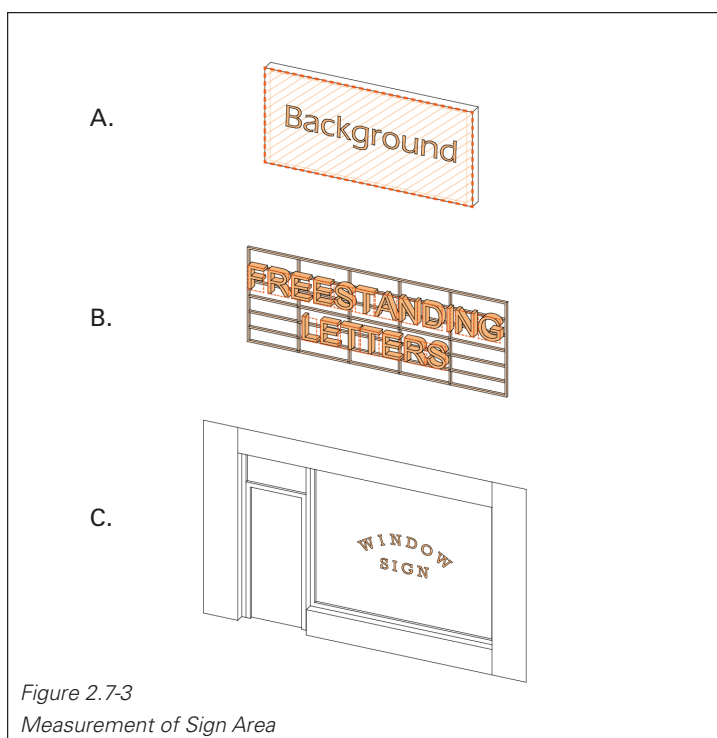 A.
Background
B.
FREESTANDING
LETTERS
C.
WINDOW
SIGN
Figure 2.7-3
Measurement of Sign Area